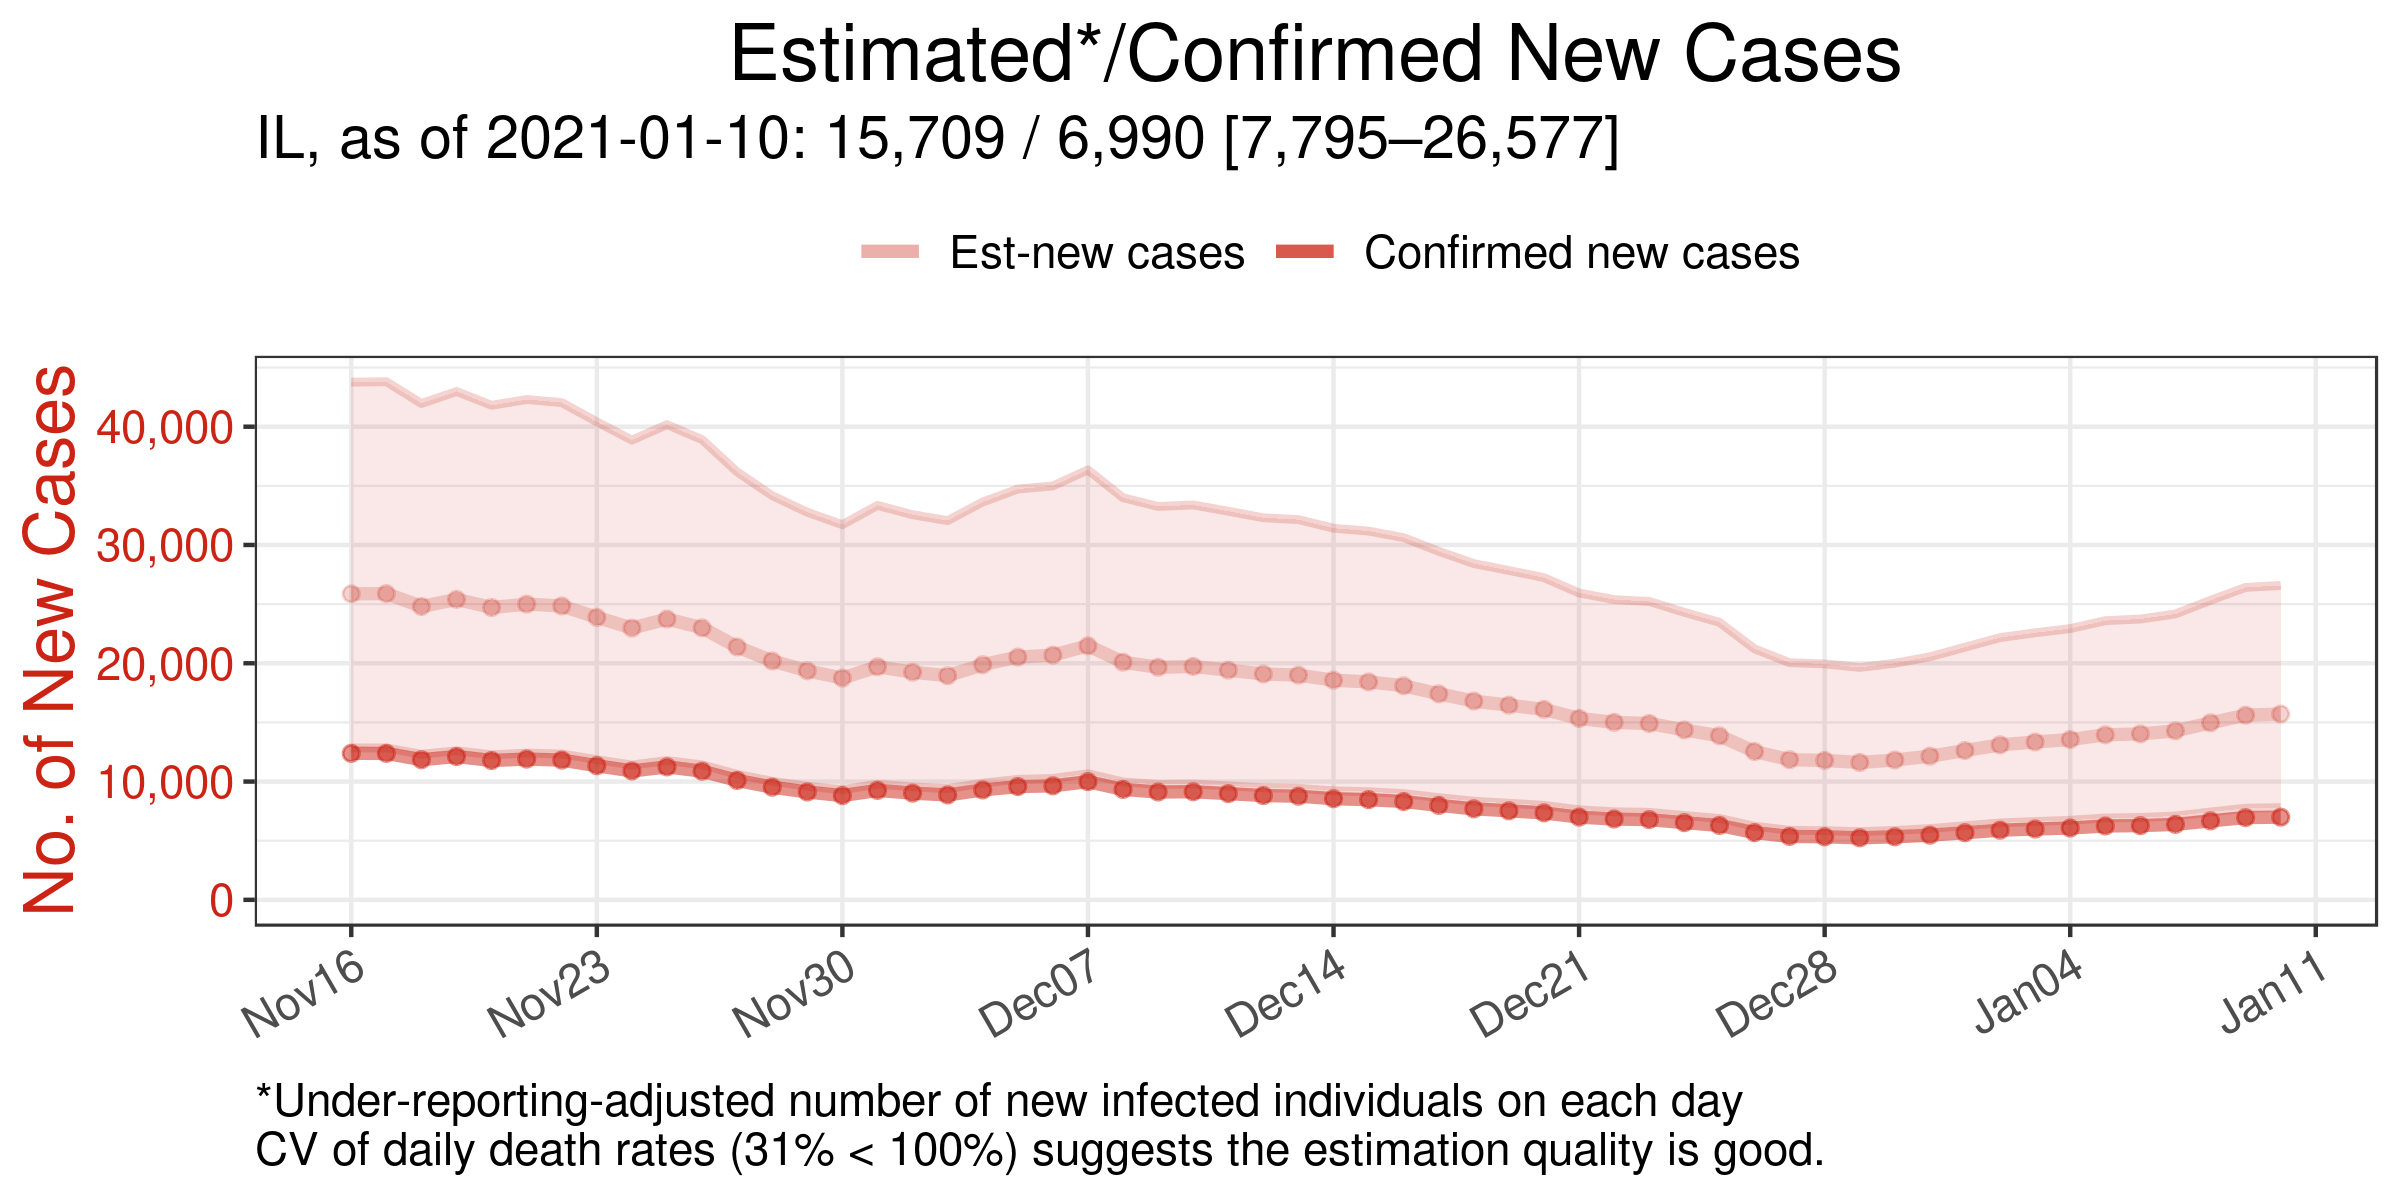 Estimated*/Confirmed New Cases
IL, as of 2021-01-10: 15,709 / 6,990 [7,795–26,577]
Est-new cases
Confirmed new cases
No. of New Cases
40,000
30,000
20,000
10,000
0
Nov16
Nov23
Nov30
Dec07
Dec14
Dec21
Dec28
Jan04
Jan11
*Under-reporting-adjusted number of new infected individuals on each day
CV of daily death rates (31% < 100%) suggests the estimation quality is good.